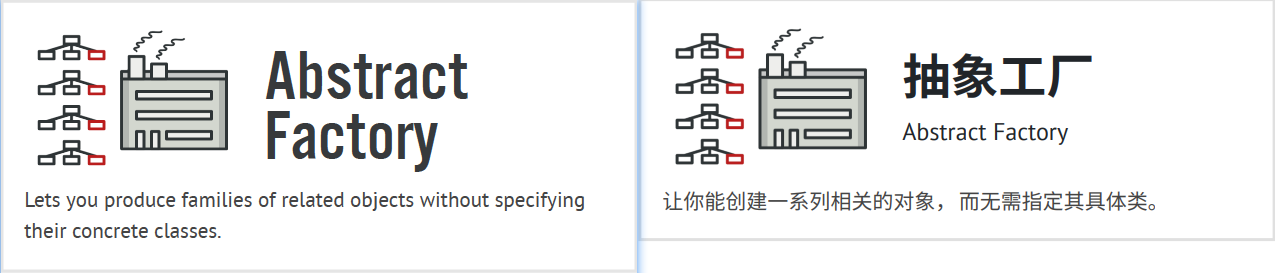 Abstract
Factory
Lets you produce families of related objects without specifying
their concrete classes.
抽象工厂
Abstract Factory
让你能创建一系列相关的对象，而无需指定其具体类。